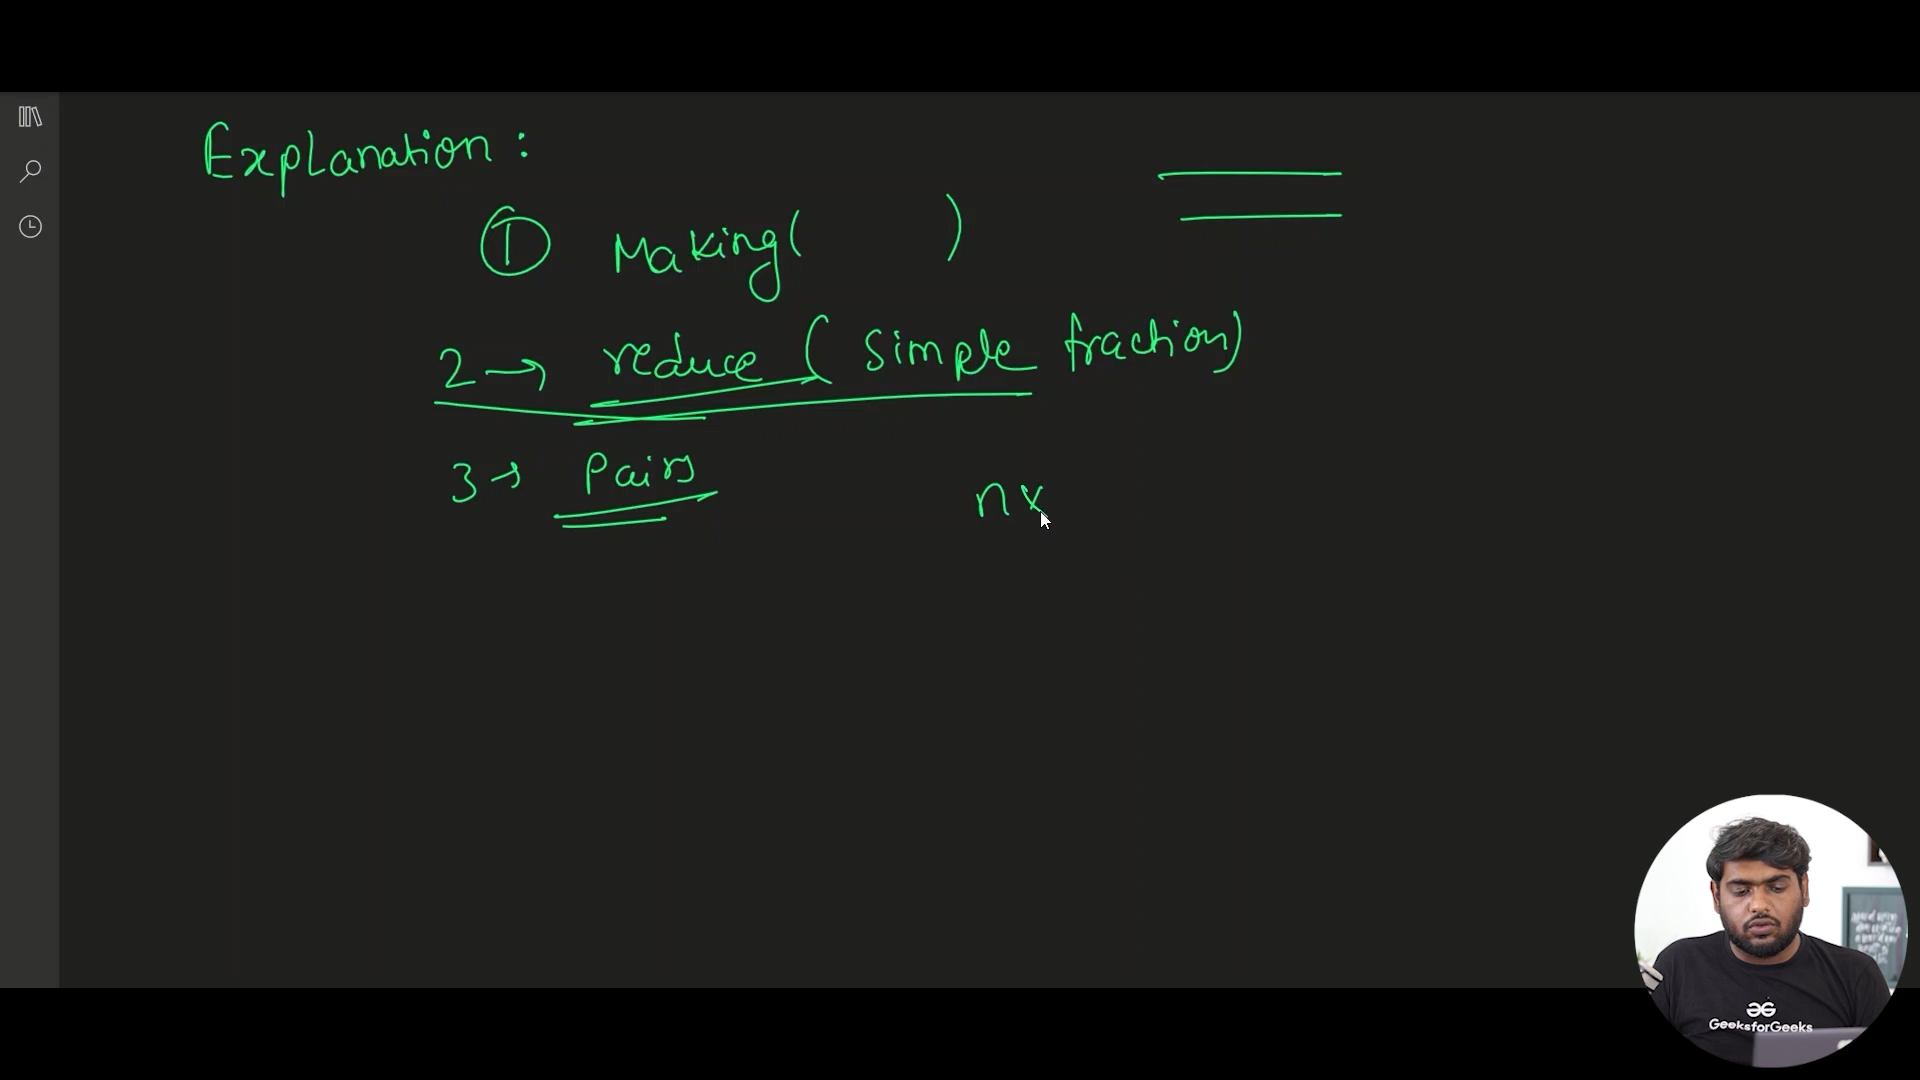 Explanation :
① Making( )
2 → reduce ( Simple fraction)
3 → Pairs
nx
GeeksforGeeks